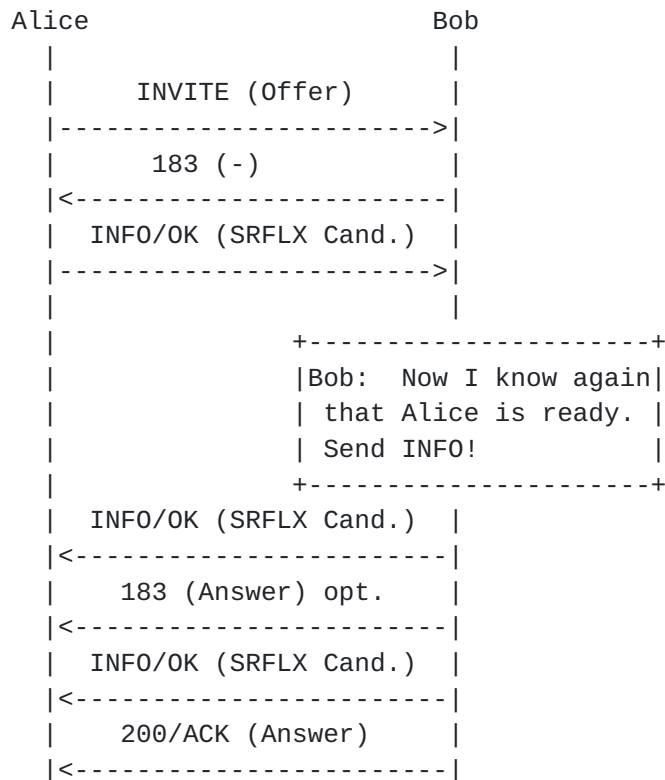 Alice Bob
INVITE (Offer)
183 (-)
INFO/OK (SRFLX Cand.)
Bob: Now I know again
that Alice is ready.
Send INFO!
INFO/OK (SRFLX Cand.)
183 (Answer) opt.
INFO/OK (SRFLX Cand.)
200/ACK (Answer)